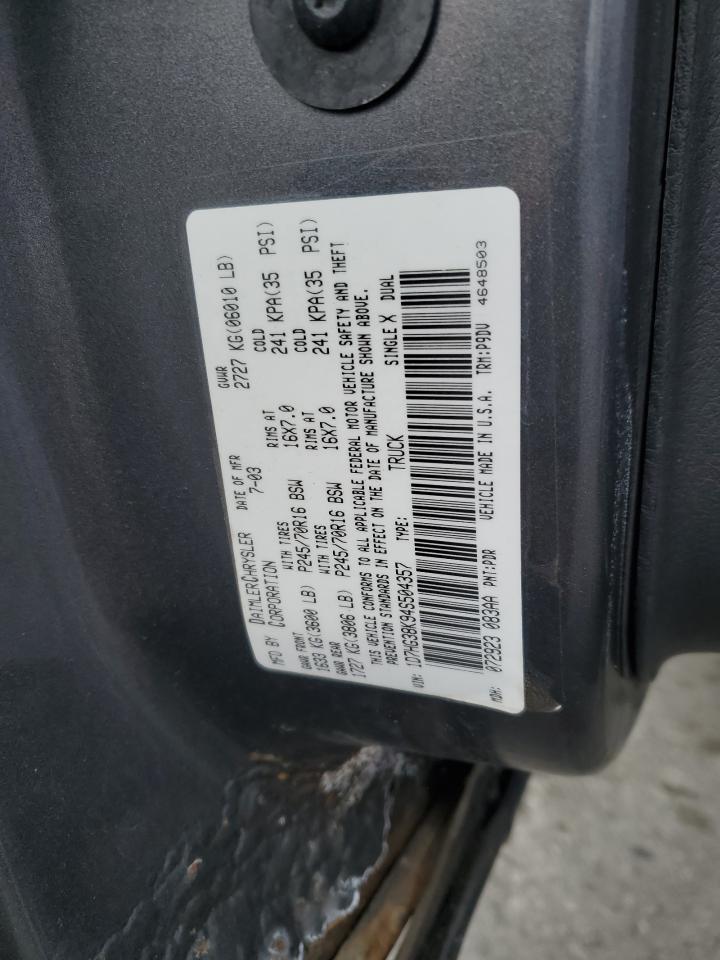 MFD BY DAIMLERCHRYSLER CORPORATION
DATE OF MFR 7-03
GVWR 2727 KG(06010 LB)
GAWR FRONT WITH TIRES RIMS AT COLD
1633 KG(3600 LB) P245/70R16 BSW 16X7.0 241 KPA(35 PSI)
GAWR REAR WITH TIRES RIMS AT COLD
1727 KG(3806 LB) P245/70R16 BSW 16X7.0 241 KPA(35 PSI)
THIS VEHICLE CONFORMS TO ALL APPLICABLE FEDERAL MOTOR VEHICLE SAFETY AND THEFT
PREVENTION STANDARDS IN EFFECT ON THE DATE OF MANUFACTURE SHOWN ABOVE.
VIN: 1D7HG38K94S504357 TYPE: TRUCK SINGLE X DUAL
MDH: 072923 083AA PNT:PDR VEHICLE MADE IN U.S.A. TRM:P9DV 4648503